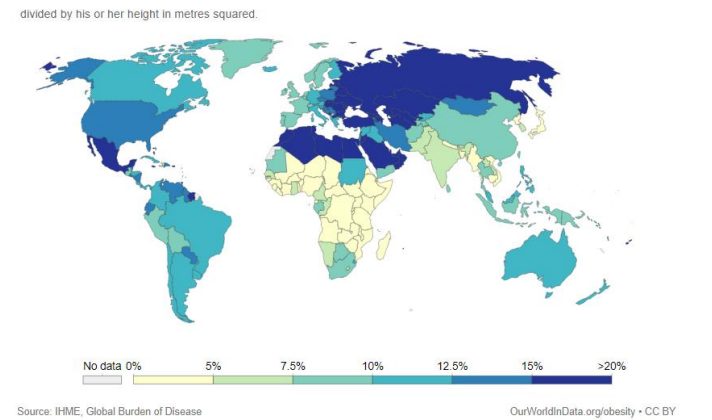 divided by his or her height in metres squared.
No data 0% 5% 7.5% 10% 12.5% 15% >20%
Source: IHME, Global Burden of Disease
OurWorldInData.org/obesity • CC BY